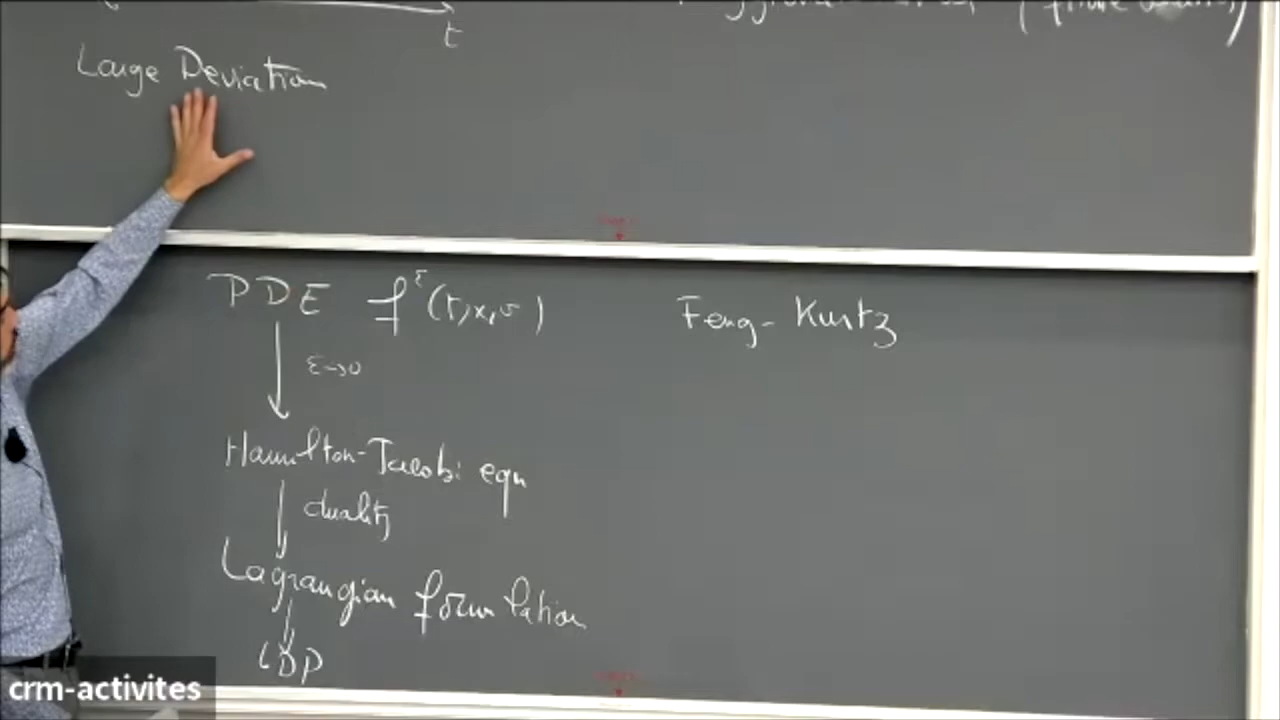 t
Large Deviation
PDE f^ε(t,x,v) Feng-Kurtz
ε→0
Hamilton-Jacobi eqn
duality
Lagrangian formulation
LDP
crm-activites